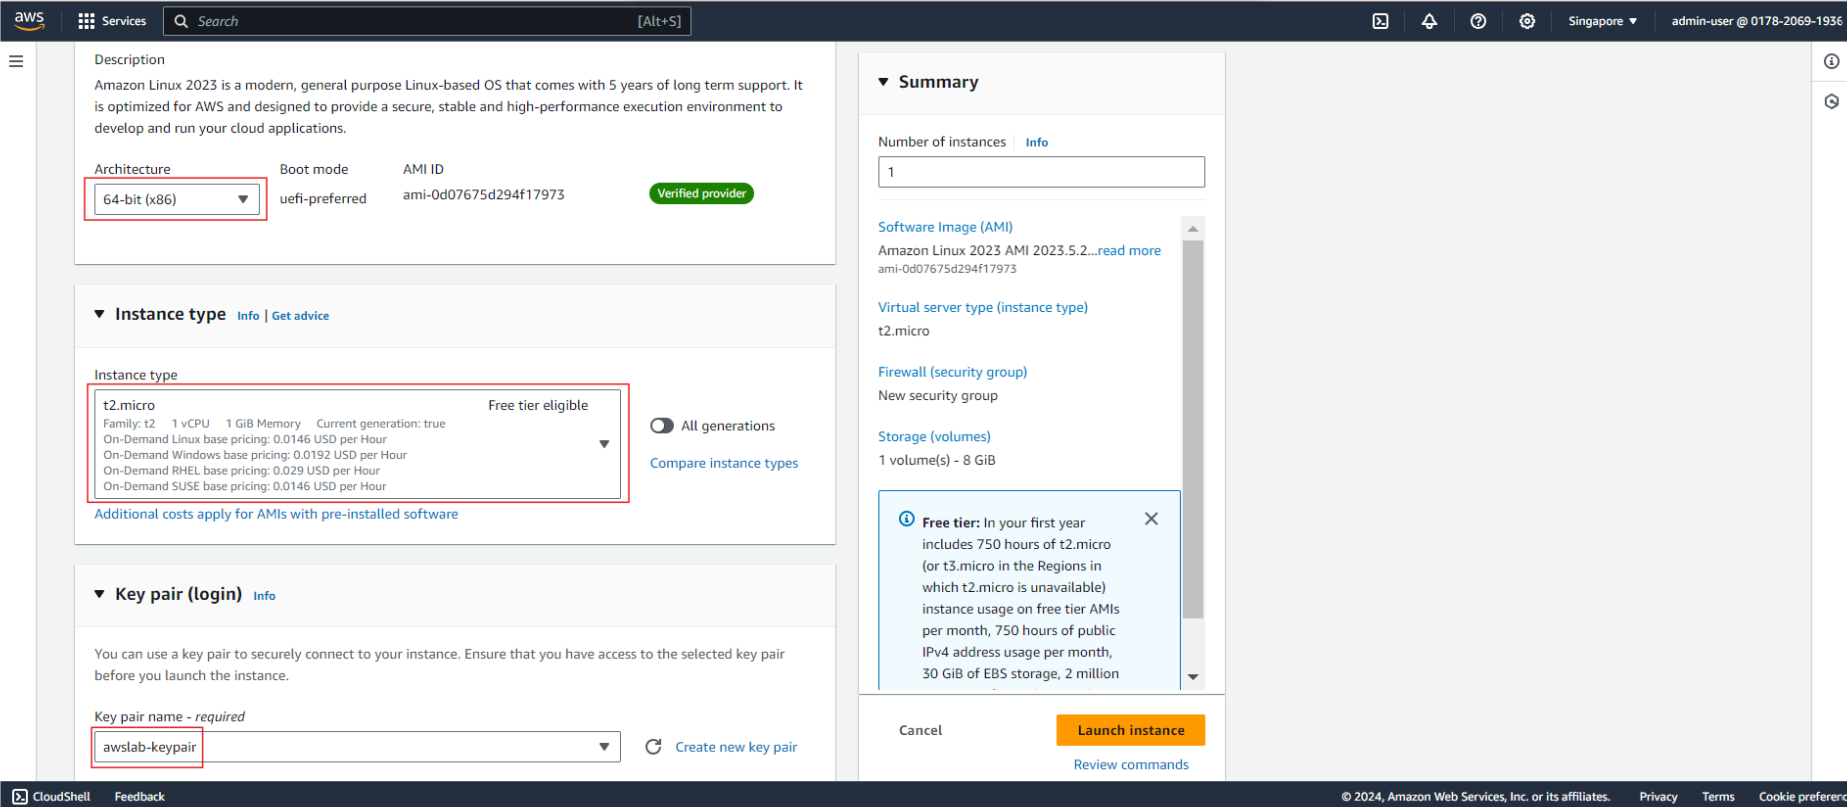 aws
Services
Search
[Alt+S]
Singapore
admin-user @ 0178-2069-1936
Description
Amazon Linux 2023 is a modern, general purpose Linux-based OS that comes with 5 years of long term support. It
is optimized for AWS and designed to provide a secure, stable and high-performance execution environment to
develop and run your cloud applications.
Architecture
Boot mode
AMI ID
64-bit (x86)
uefi-preferred
ami-0d07675d294f17973
Verified provider
Instance type
Info | Get advice
Instance type
t2.micro
Free tier eligible
Family: t2 1 vCPU 1 GiB Memory Current generation: true
On-Demand Linux base pricing: 0.0146 USD per Hour
On-Demand Windows base pricing: 0.0192 USD per Hour
On-Demand RHEL base pricing: 0.029 USD per Hour
On-Demand SUSE base pricing: 0.0146 USD per Hour
All generations
Compare instance types
Additional costs apply for AMIs with pre-installed software
Key pair (login)
Info
You can use a key pair to securely connect to your instance. Ensure that you have access to the selected key pair
before you launch the instance.
Key pair name - required
awslab-keypair
Create new key pair
Summary
Number of instances
Info
1
Software Image (AMI)
Amazon Linux 2023 AMI 2023.5.2...read more
ami-0d07675d294f17973
Virtual server type (instance type)
t2.micro
Firewall (security group)
New security group
Storage (volumes)
1 volume(s) - 8 GiB
Free tier: In your first year
includes 750 hours of t2.micro
(or t3.micro in the Regions in
which t2.micro is unavailable)
instance usage on free tier AMIs
per month, 750 hours of public
IPv4 address usage per month,
30 GiB of EBS storage, 2 million
Cancel
Launch instance
Review commands
CloudShell
Feedback
© 2024, Amazon Web Services, Inc. or its affiliates.
Privacy
Terms
Cookie preferenc